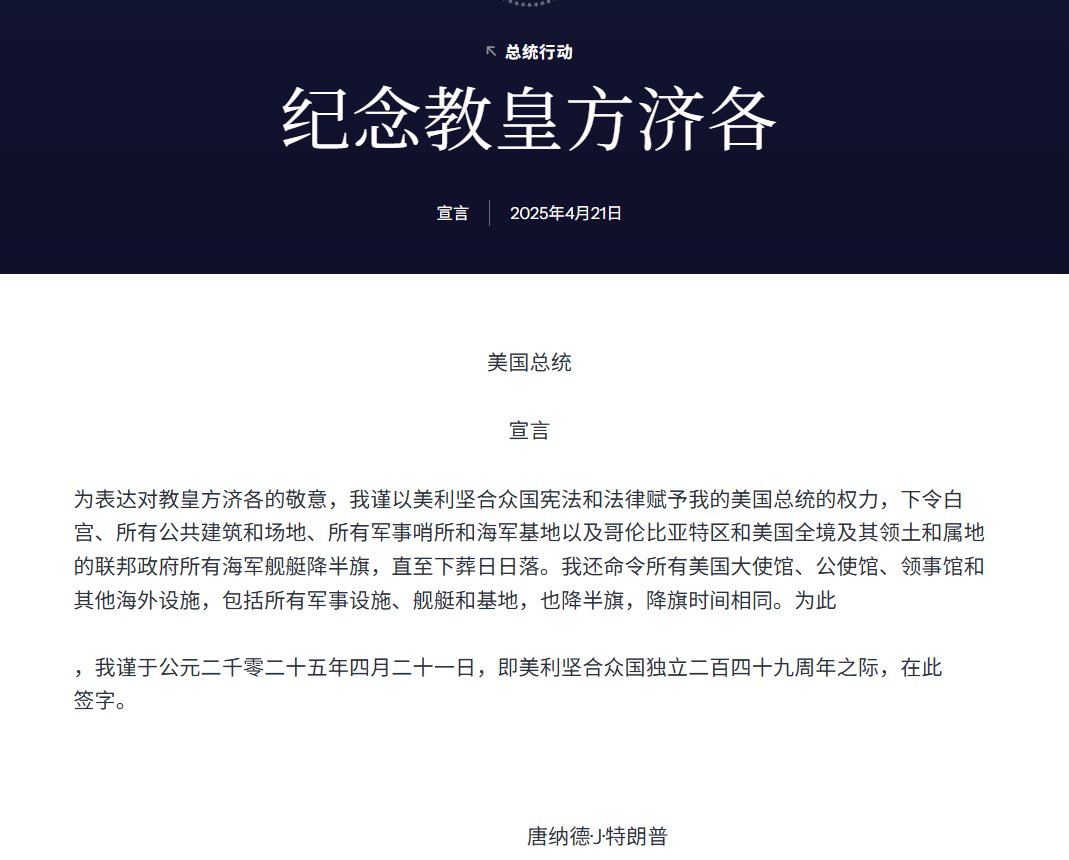 总统行动
纪念教皇方济各
宣言
2025年4月21日
美国总统
宣言
为表达对教皇方济各的敬意，我谨以美利坚合众国宪法和法律赋予我的美国总统的权力，下令白
宫、所有公共建筑和场地、所有军事哨所和海军基地以及哥伦比亚特区和美国全境及其领土和属地
的联邦政府所有海军舰艇降半旗，直至下葬日日落。我还命令所有美国大使馆、公使馆、领事馆和
其他海外设施，包括所有军事设施、舰艇和基地，也降半旗，降旗时间相同。为此
，我谨于公元二千零二十五年四月二十一日，即美利坚合众国独立二百四十九周年之际，在此
签字。
唐纳德·J·特朗普